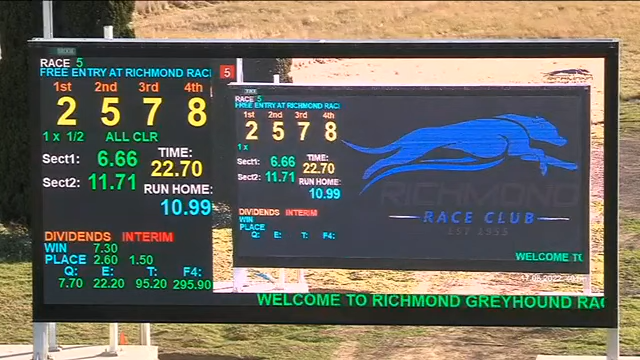 RACE 5
FREE ENTRY AT RICHMOND RAC
5
1st 2nd 3rd 4th
2 5 7 8
1 x 1/2 ALL CLR
Sect1: 6.66 TIME:
22.70
Sect2: 11.71 RUN HOME:
10.99
DIVIDENDS INTERIM
WIN 7.30
PLACE 2.60 1.50
Q: E: T: F4:
7.70 22.20 95.20 295.90
RACE 5
FREE ENTRY AT RICHMOND RAC
1st 2nd 3rd 4th
2 5 7 8
1 x
Sect1: 6.66 TIME:
22.70
Sect2: 11.71 RUN HOME:
10.99
DIVIDENDS INTERIM
WIN
PLACE
Q: E: T: F4:
RICHMOND
RACE CLUB
EST 1953
WELCOME TO
WELCOME TO RICHMOND GREYHOUND RAC